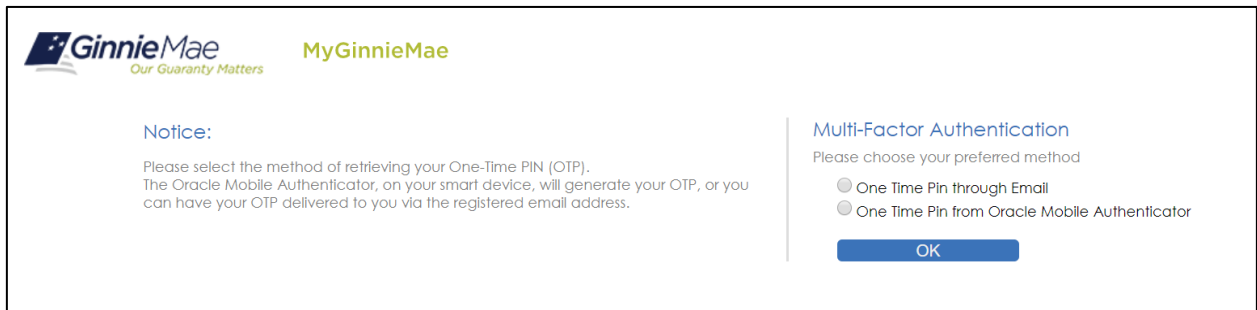 GinnieMae
Our Guaranty Matters
MyGinnieMae
Notice:
Please select the method of retrieving your One-Time PIN (OTP).
The Oracle Mobile Authenticator, on your smart device, will generate your OTP, or you
can have your OTP delivered to you via the registered email address.
Multi-Factor Authentication
Please choose your preferred method
One Time Pin through Email
One Time Pin from Oracle Mobile Authenticator
OK